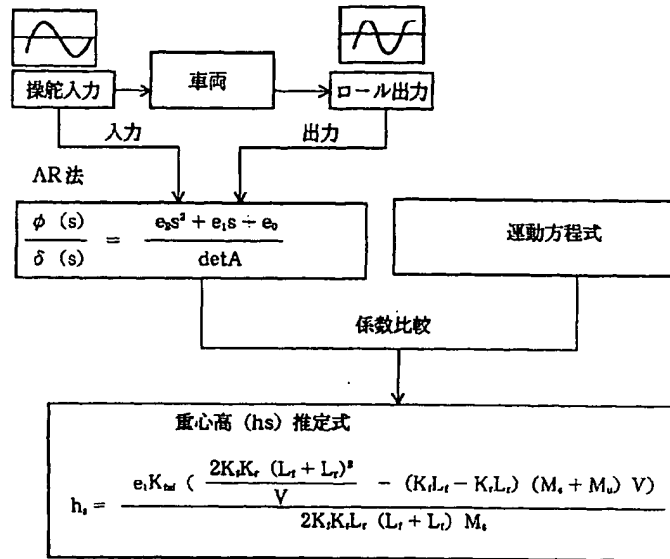 操舵入力
車両
ロール出力
入力
出力
AR法
φ (s) / δ (s) = e₂s² + e₁s + e₀ / detA
運動方程式
係数比較
重心高 (hs) 推定式
hₛ = e₁ ( 2KfKr (Lf + Lr)² / V - (KfLf - KrLr) (Mₛ + Mᵤ) V) / 2KfKrLr (Lf + Lr) Mₛ